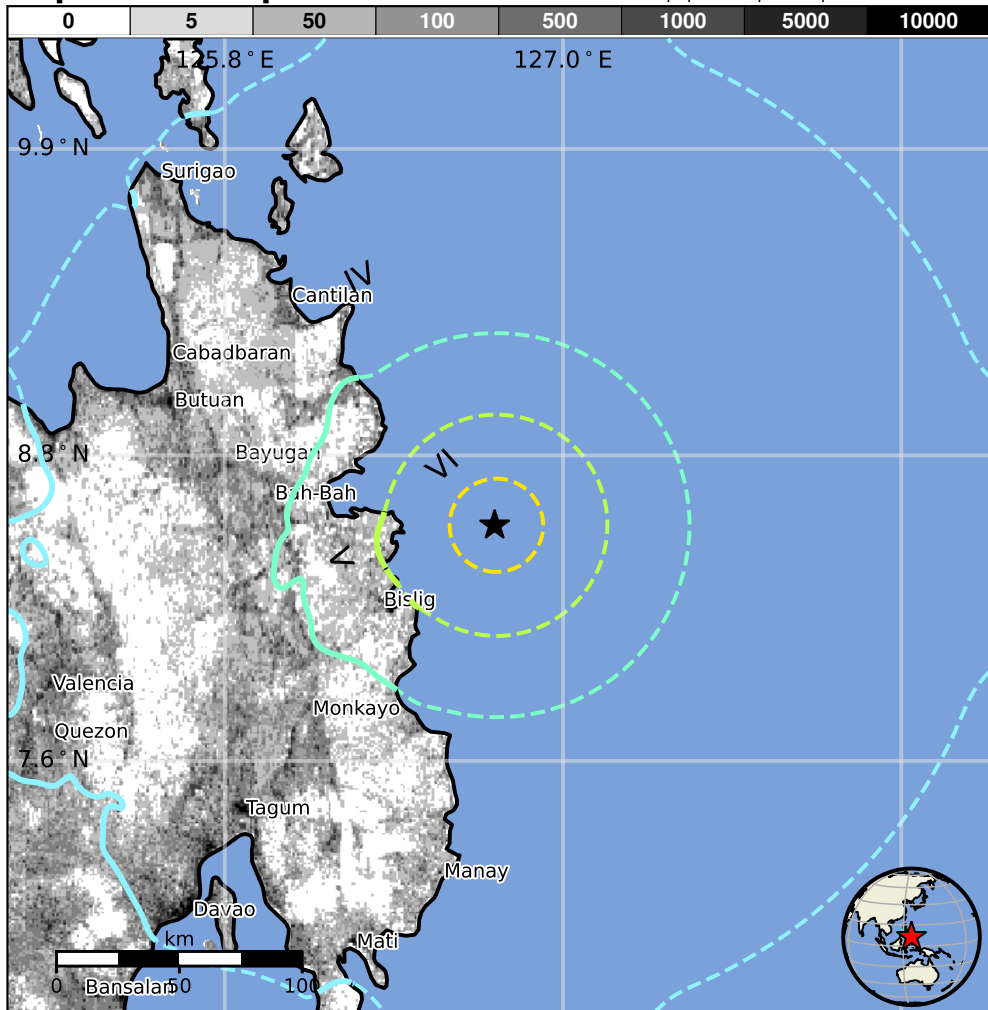 0 5 50 100 500 1000 5000 10000
125.8°E 127.0°E
9.9°N
Surigao
IV
Cantilan
Cabadbaran
Butuan
8.8°N
Bayugan
VI
Bah-Bah
V
Bislig
Valencia
Monkayo
Quezon
7.6°N
Tagum
Manay
Davao
km
Mati
0 50 100
Bansalan